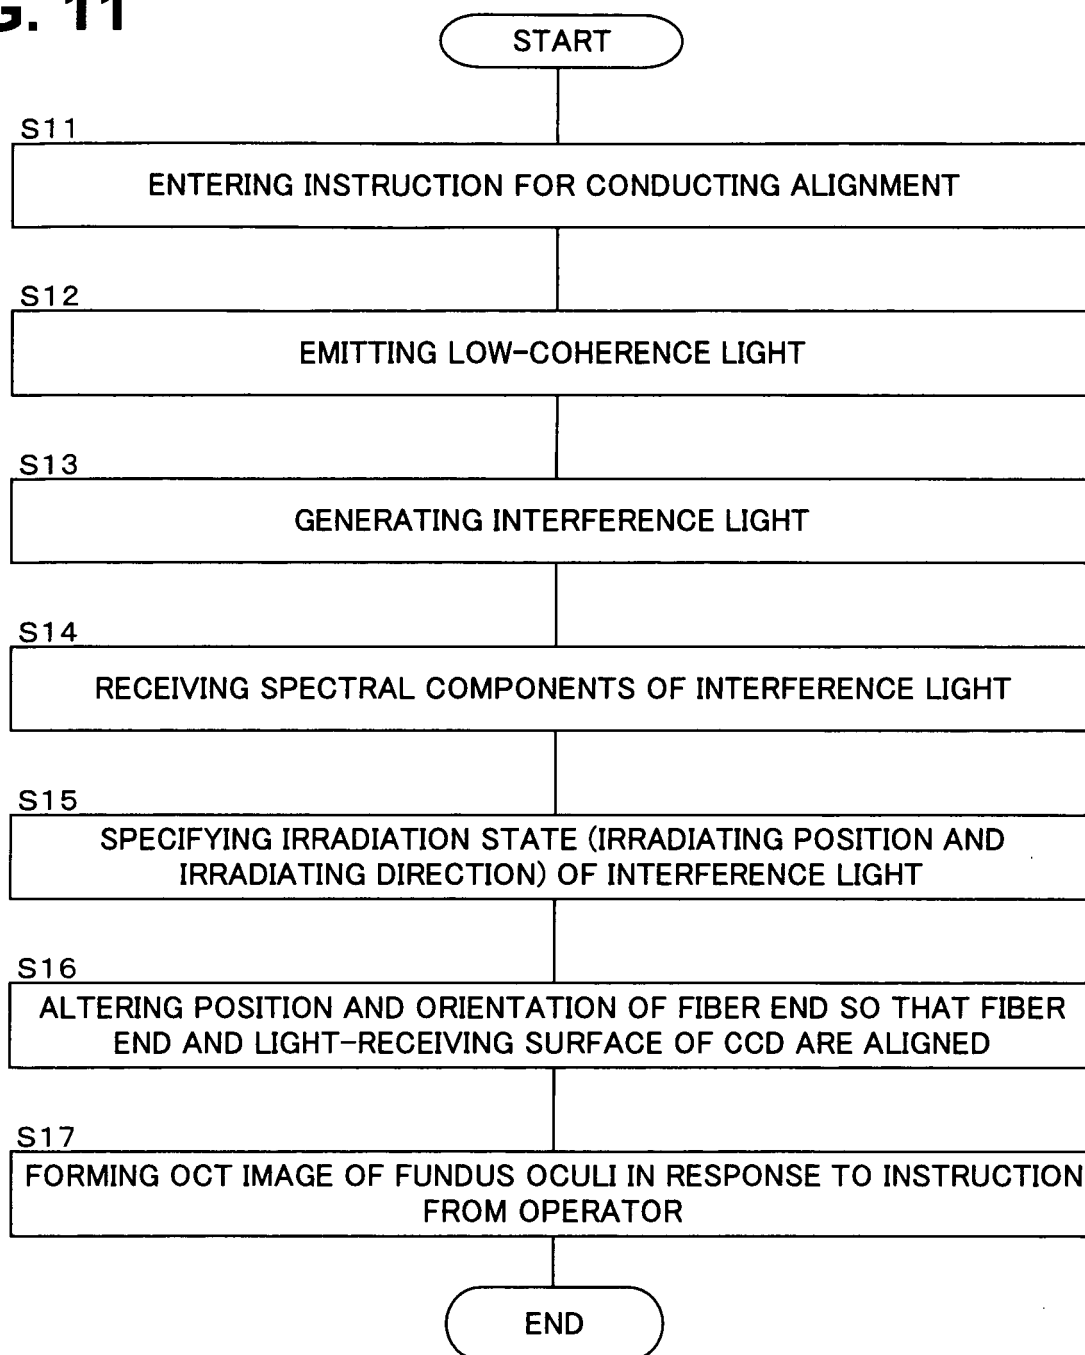 G. 11
START
S11
ENTERING INSTRUCTION FOR CONDUCTING ALIGNMENT
S12
EMITTING LOW-COHERENCE LIGHT
S13
GENERATING INTERFERENCE LIGHT
S14
RECEIVING SPECTRAL COMPONENTS OF INTERFERENCE LIGHT
S15
SPECIFYING IRRADIATION STATE (IRRADIATING POSITION AND
IRRADIATING DIRECTION) OF INTERFERENCE LIGHT
S16
ALTERING POSITION AND ORIENTATION OF FIBER END SO THAT FIBER
END AND LIGHT-RECEIVING SURFACE OF CCD ARE ALIGNED
S17
FORMING OCT IMAGE OF FUNDUS OCULI IN RESPONSE TO INSTRUCTION
FROM OPERATOR
END